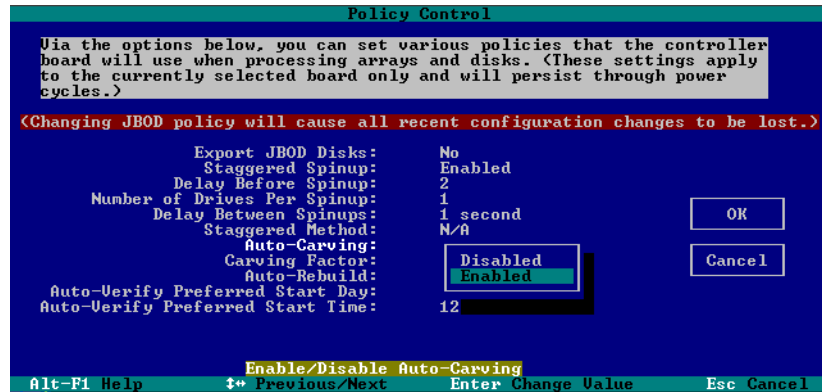 Policy Control
Via the options below, you can set various policies that the controller
board will use when processing arrays and disks. (These settings apply
to the currently selected board only and will persist through power
cycles.)
(Changing JBOD policy will cause all recent configuration changes to be lost.)
Export JBOD Disks: No
Staggered Spinup: Enabled
Delay Before Spinup: 2
Number of Drives Per Spinup: 1
Delay Between Spinups: 1 second
OK
Staggered Method: N/A
Auto-Carving:
Carving Factor: Disabled
Cancel
Auto-Rebuild: Enabled
Auto-Verify Preferred Start Day:
Auto-Verify Preferred Start Time: 12
Enable/Disable Auto-Carving
Alt-F1 Help ↕↔ Previous/Next Enter Change Value Esc Cancel